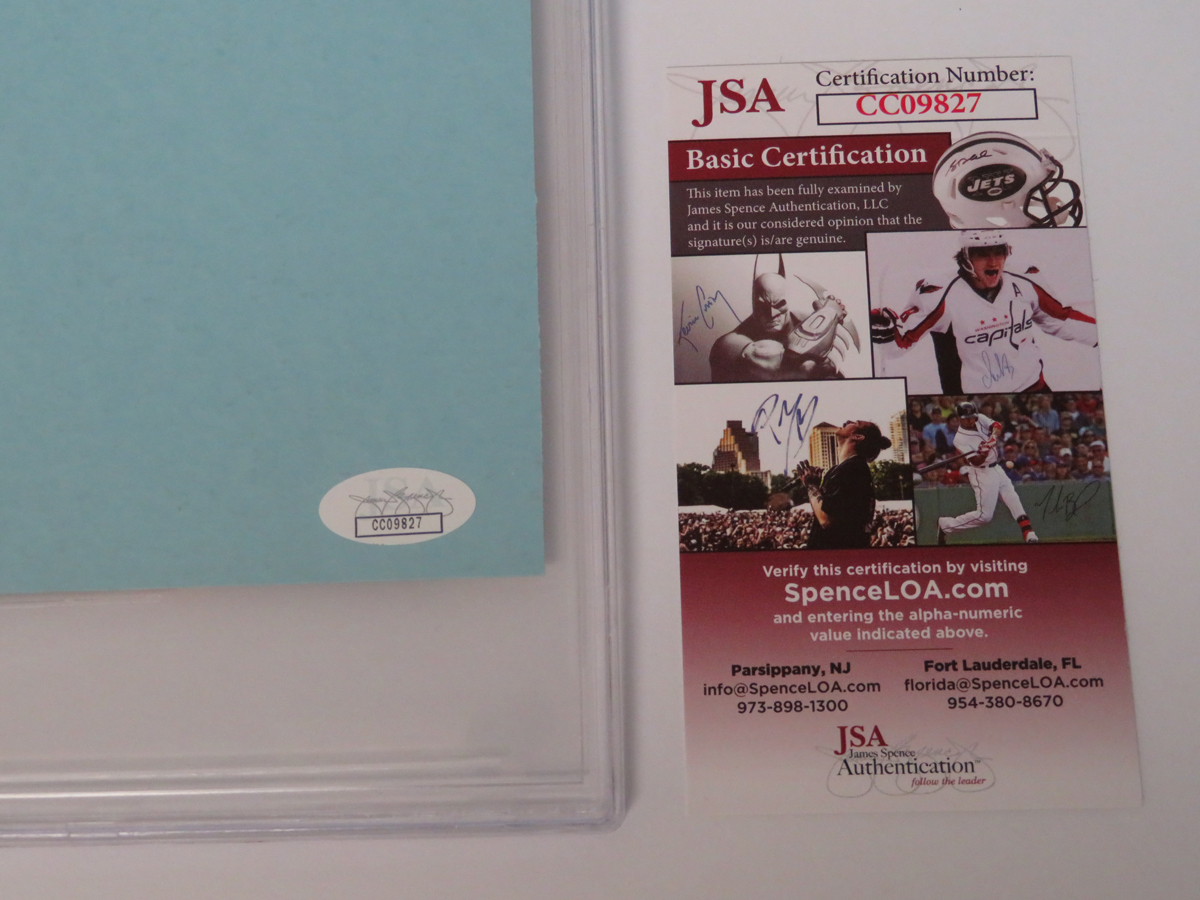 JSA
Certification Number:
CC09827
Basic Certification
This item has been fully examined by
James Spence Authentication, LLC
and it is our considered opinion that the
signature(s) is/are genuine.
JETS
A
capitals
JSA
CC09827
Verify this certification by visiting
SpenceLOA.com
and entering the alpha-numeric
value indicated above.
Parsippany, NJ
info@SpenceLOA.com
973-898-1300
Fort Lauderdale, FL
florida@SpenceLOA.com
954-380-8670
JSA
James Spence
Authentication™
follow the leader